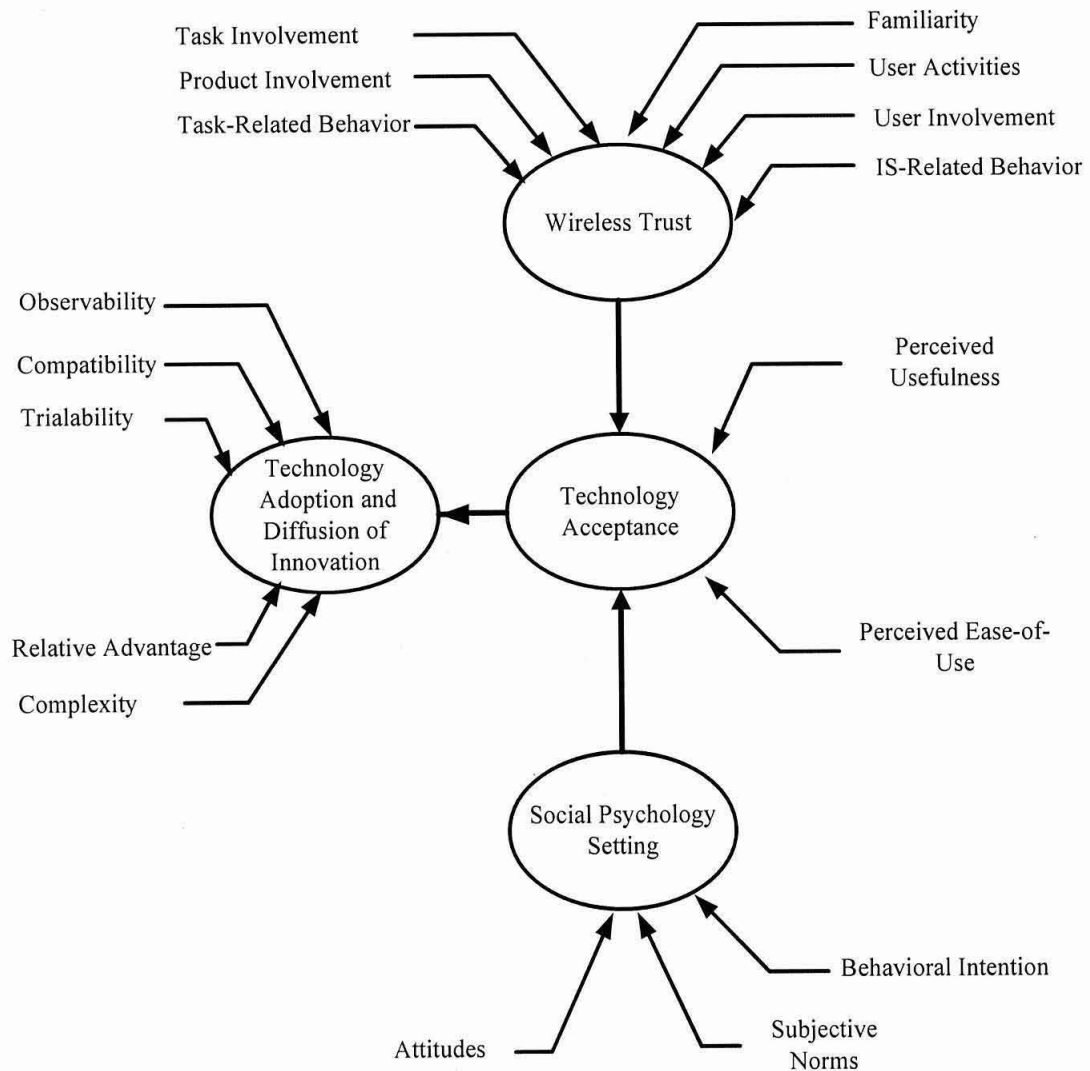 Task Involvement
Product Involvement
Task-Related Behavior
Familiarity
User Activities
User Involvement
IS-Related Behavior
Wireless Trust
Observability
Compatibility
Trialability
Technology
Adoption and
Diffusion of
Innovation
Relative Advantage
Complexity
Technology
Acceptance
Perceived
Usefulness
Perceived Ease-of-
Use
Social Psychology
Setting
Behavioral Intention
Attitudes
Subjective
Norms